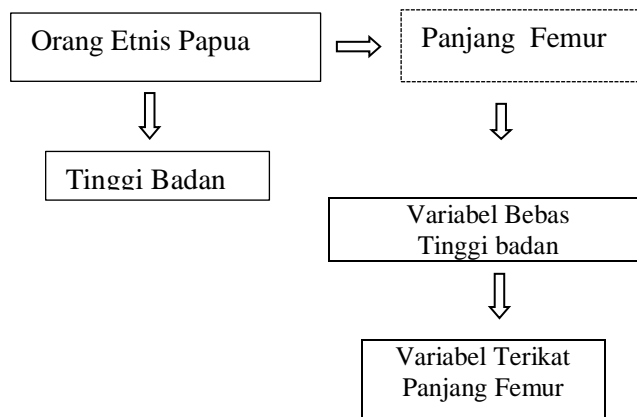 Orang Etnis Papua
Panjang Femur
Tinggi Badan
Variabel Bebas
Tinggi badan
Variabel Terikat
Panjang Femur